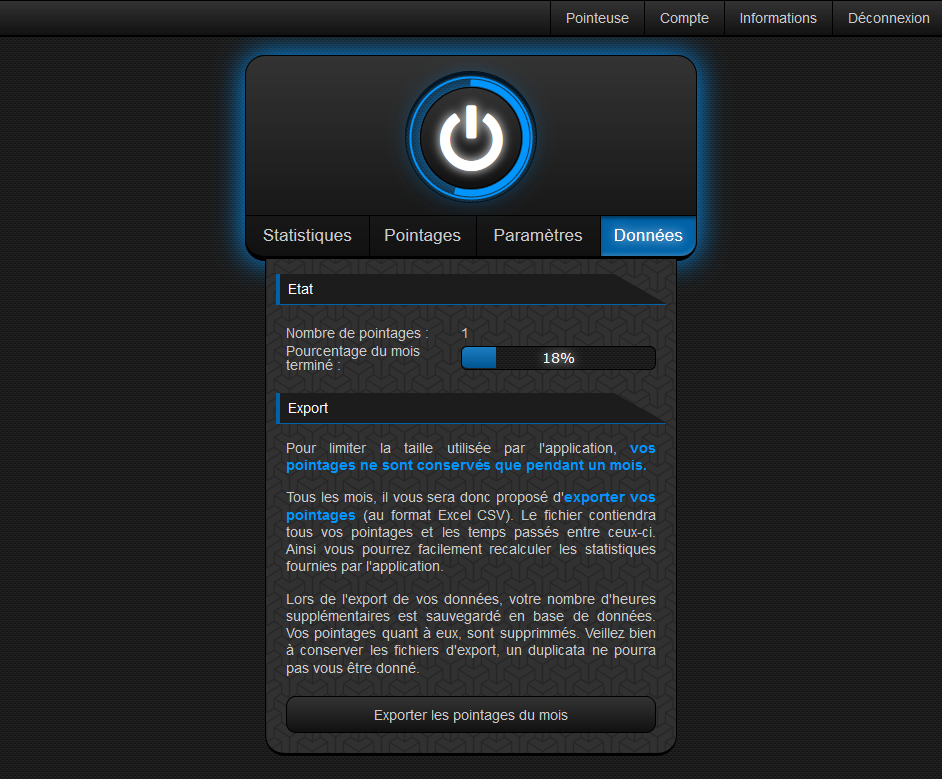 Pointeuse Compte Informations Déconnexion
Statistiques Pointages Paramètres Données
Etat
Nombre de pointages : 1
Pourcentage du mois
terminé : 18%
Export
Pour limiter la taille utilisée par l'application, vos
pointages ne sont conservés que pendant un mois.
Tous les mois, il vous sera donc proposé d'exporter vos
pointages (au format Excel CSV). Le fichier contiendra
tous vos pointages et les temps passés entre ceux-ci.
Ainsi vous pourrez facilement recalculer les statistiques
fournies par l'application.
Lors de l'export de vos données, votre nombre d'heures
supplémentaires est sauvegardé en base de données.
Vos pointages quant à eux, sont supprimmés. Veillez bien
à conserver les fichiers d'export, un duplicata ne pourra
pas vous être donné.
Exporter les pointages du mois